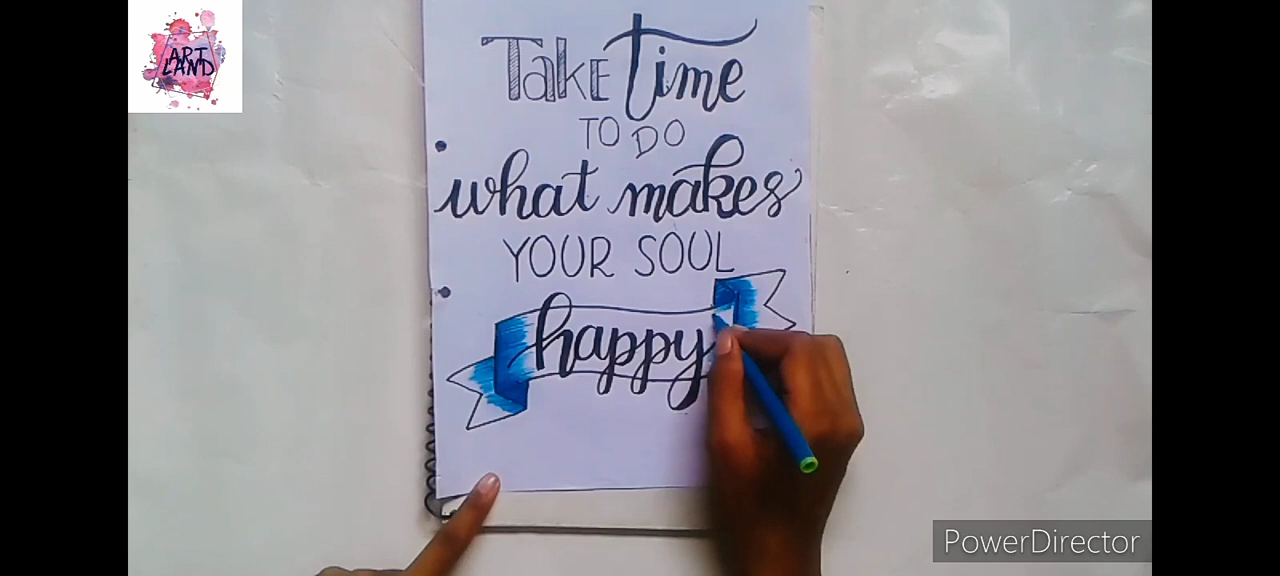 ART
LAND
TAKE time
TO DO
what makes
YOUR SOUL
happy
PowerDirector